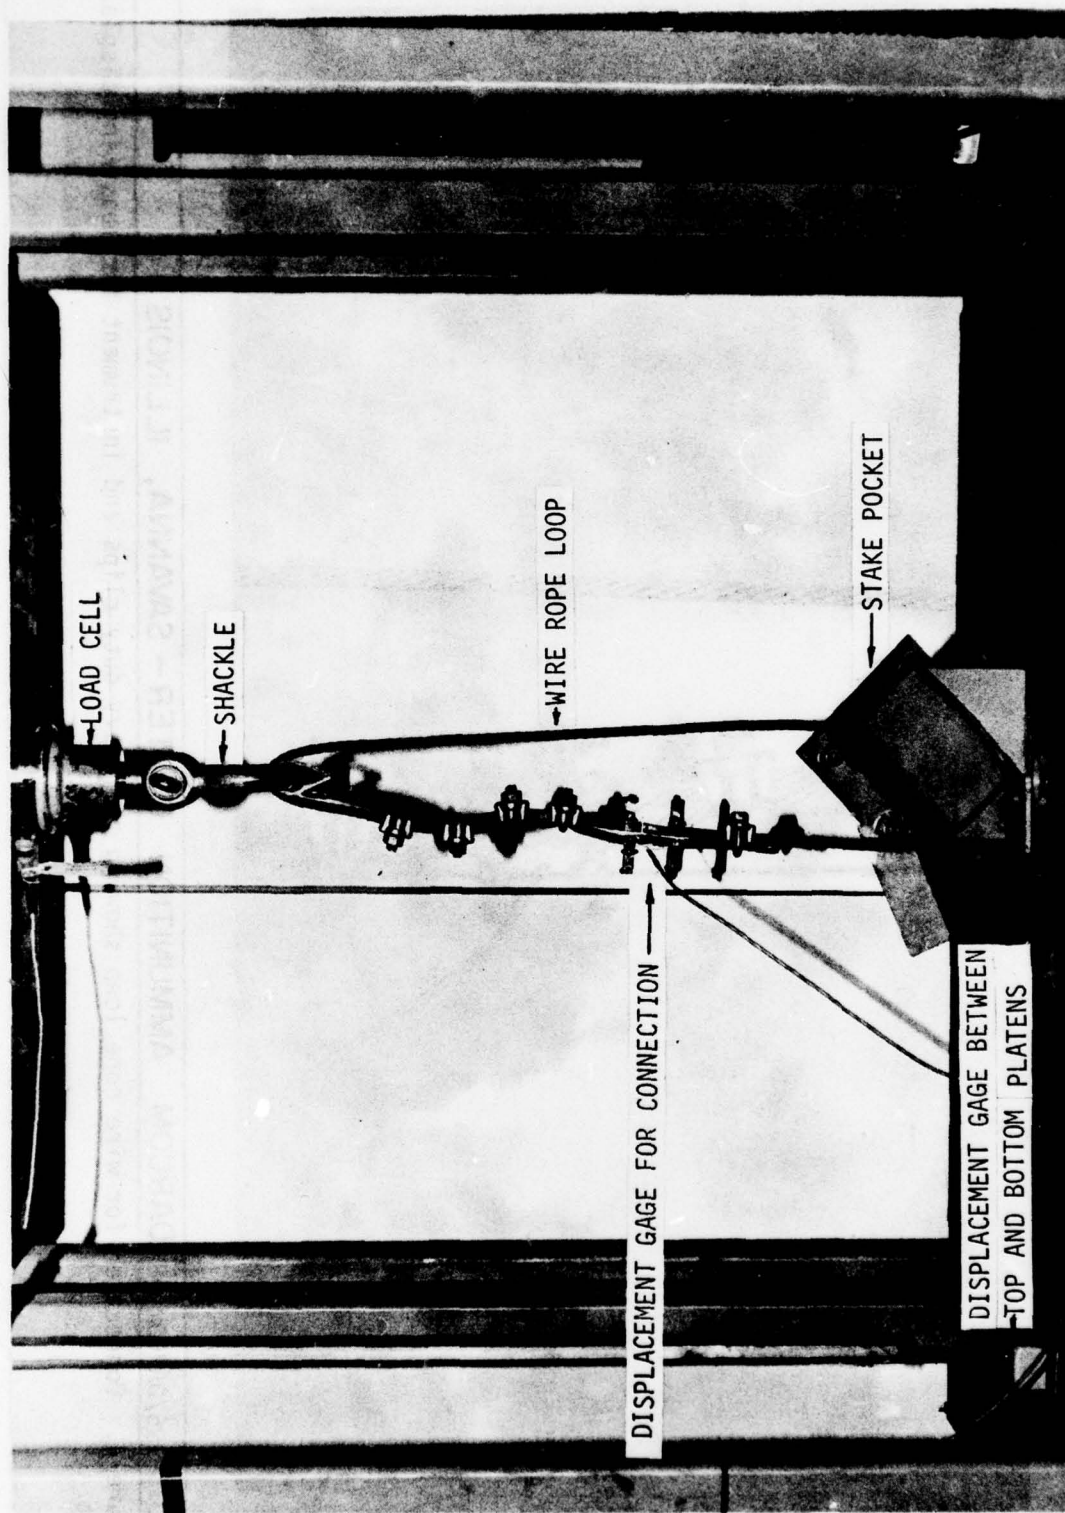 LOAD CELL
SHACKLE
WIRE ROPE LOOP
STAKE POCKET
DISPLACEMENT GAGE FOR CONNECTION
DISPLACEMENT GAGE BETWEEN
TOP AND BOTTOM PLATENS